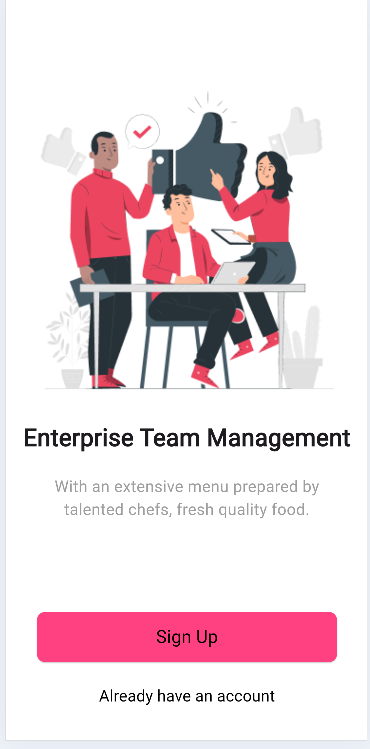 Enterprise Team Management
With an extensive menu prepared by
talented chefs, fresh quality food.
Sign Up
Already have an account